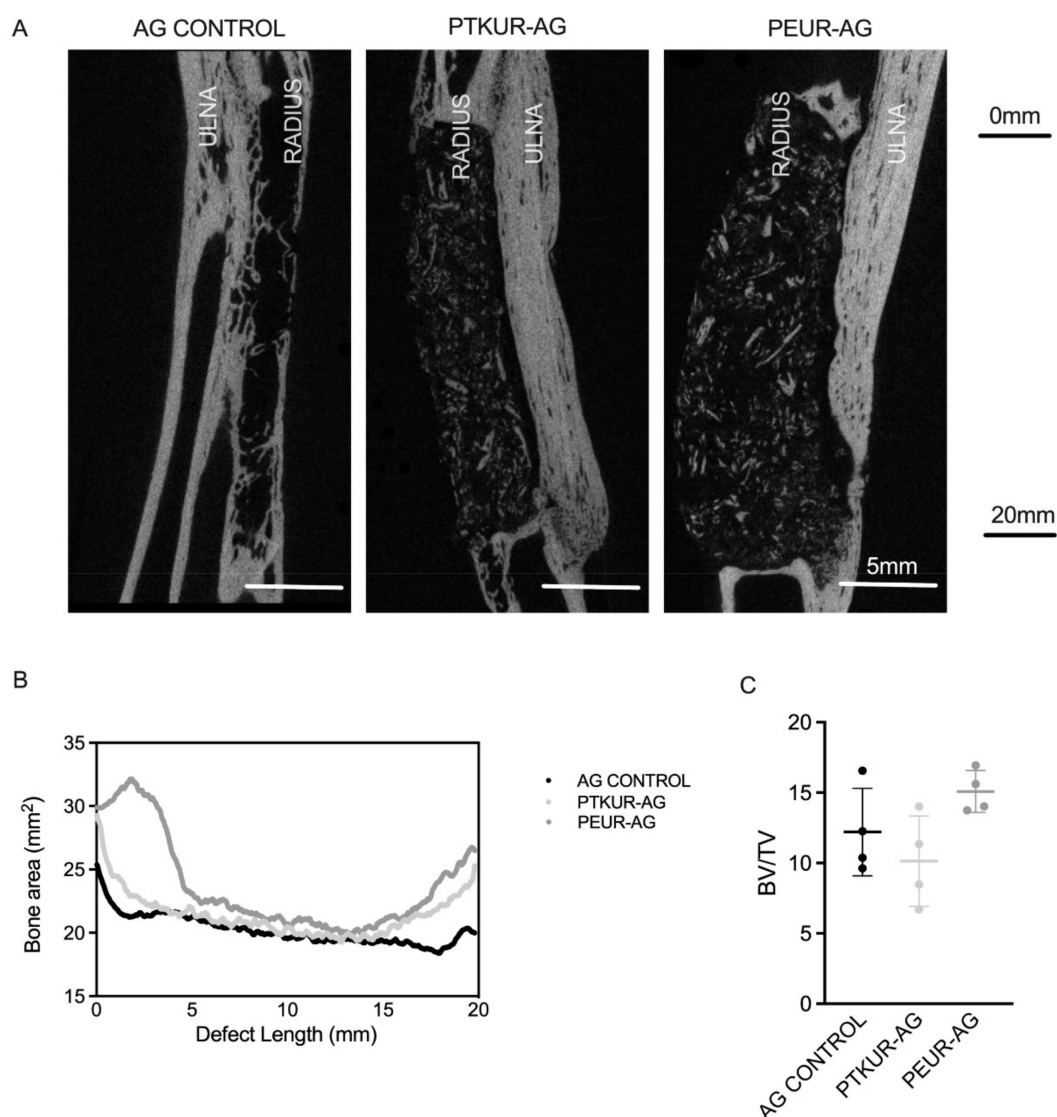 A
AG CONTROL
PTKUR-AG
PEUR-AG
ULNA
RADIUS
RADIUS
ULNA
RADIUS
ULNA
0mm
20mm
5mm
B
35
30
25
20
15
Bone area (mm²)
0
5
10
15
20
Defect Length (mm)
AG CONTROL
PTKUR-AG
PEUR-AG
C
20
15
10
5
0
BV/TV
AG CONTROL
PTKUR-AG
PEUR-AG